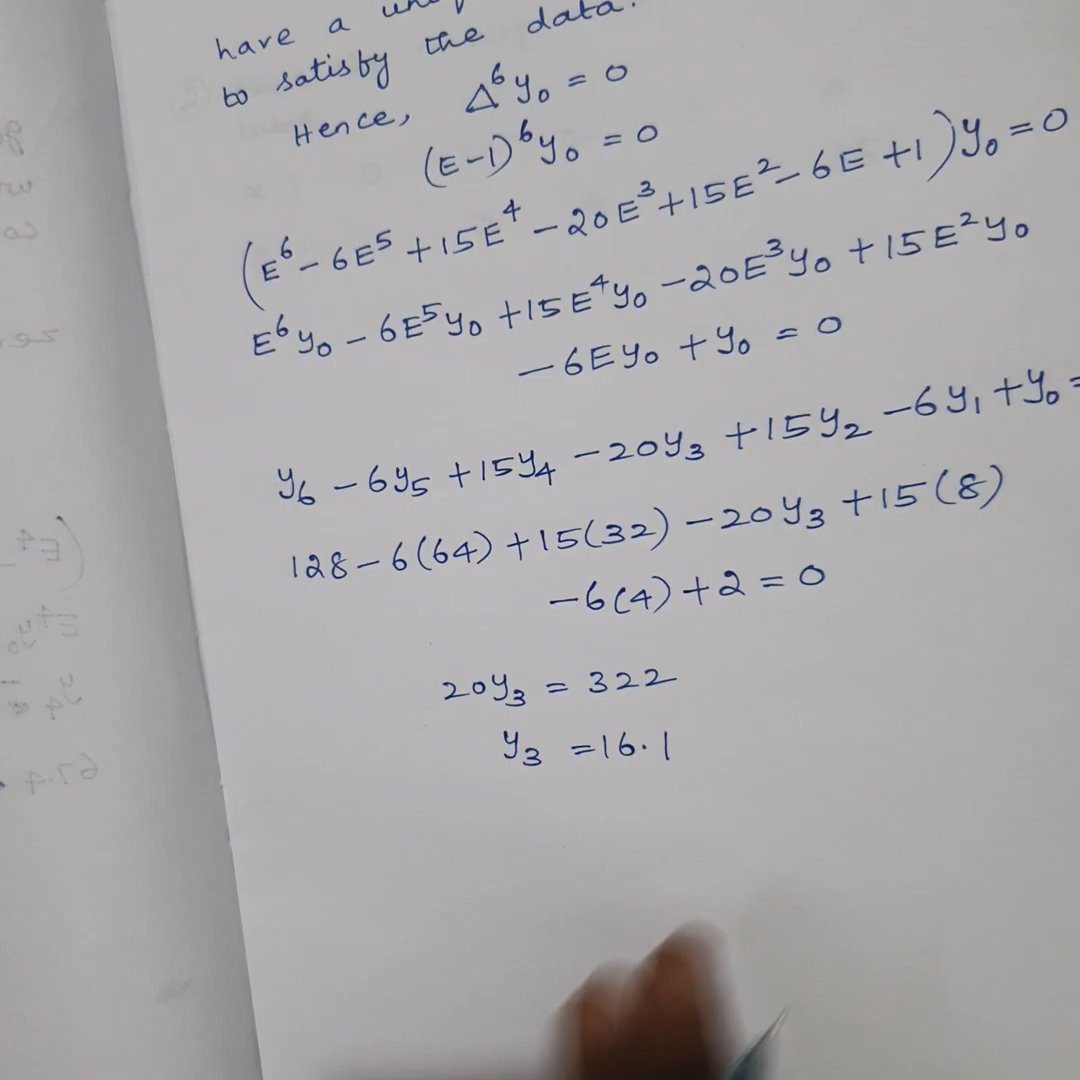 have a
to satisby the data.
Hence, Δ⁶y₀ = 0
(E-1)⁶y₀ = 0
(E⁶ - 6E⁵ + 15E⁴ - 20E³ + 15E² - 6E + 1)y₀ = 0
E⁶y₀ - 6E⁵y₀ + 15E⁴y₀ - 20E³y₀ + 15E²y₀
- 6Ey₀ + y₀ = 0
y₆ - 6y₅ + 15y₄ - 20y₃ + 15y₂ - 6y₁ + y₀ =
128 - 6(64) + 15(32) - 20y₃ + 15(8)
- 6(4) + 2 = 0
20y₃ = 322
y₃ = 16.1